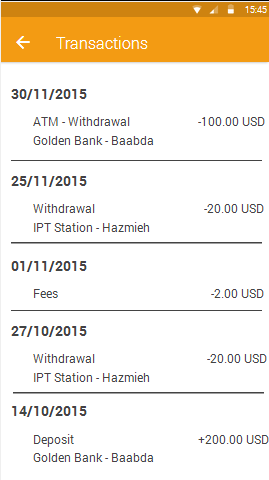 15:45
Transactions
30/11/2015
ATM - Withdrawal -100.00 USD
Golden Bank - Baabda
25/11/2015
Withdrawal -20.00 USD
IPT Station - Hazmieh
01/11/2015
Fees -2.00 USD
27/10/2015
Withdrawal -20.00 USD
IPT Station - Hazmieh
14/10/2015
Deposit +200.00 USD
Golden Bank - Baabda